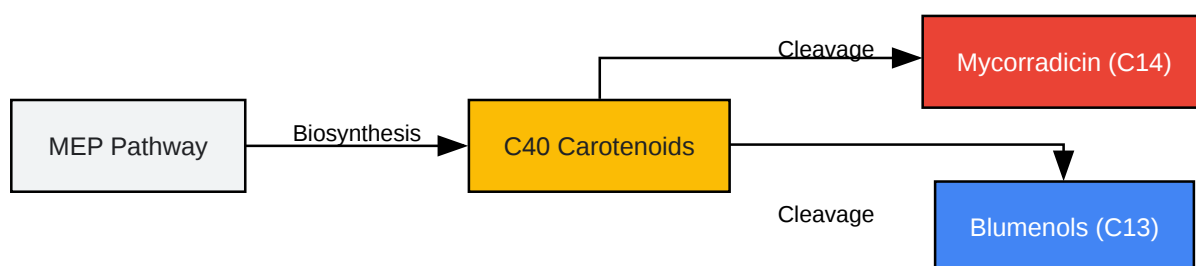 MEP Pathway
Biosynthesis
C40 Carotenoids
Cleavage
Mycorradicin (C14)
Cleavage
Blumenols (C13)